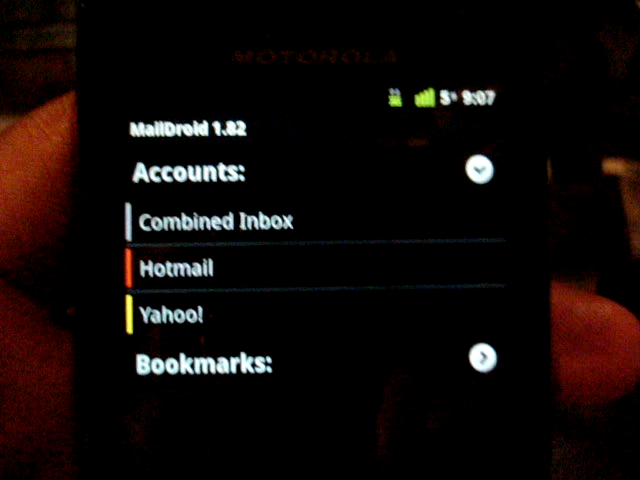 MOTOROLA
5° 9:07
MailDroid 1.82
Accounts:
Combined Inbox
Hotmail
Yahoo!
Bookmarks: